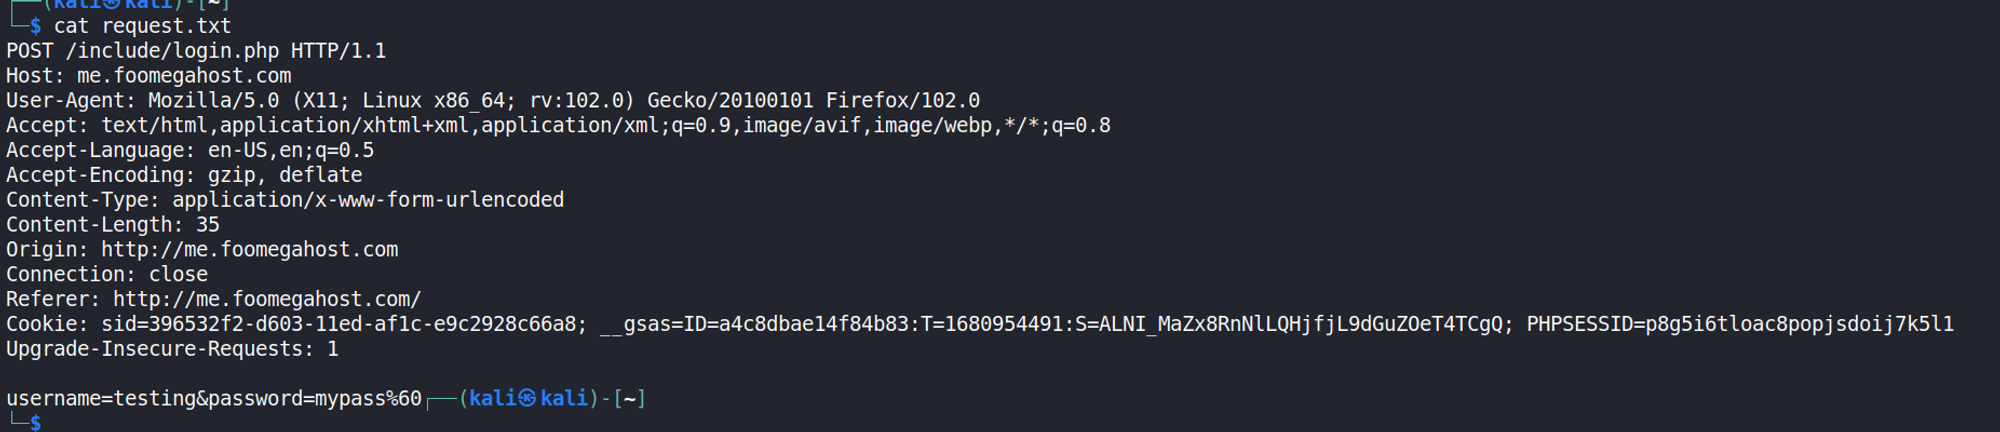 ┌──(kali㉿kali)-[~]
└─$ cat request.txt
POST /include/login.php HTTP/1.1
Host: me.foomegahost.com
User-Agent: Mozilla/5.0 (X11; Linux x86_64; rv:102.0) Gecko/20100101 Firefox/102.0
Accept: text/html,application/xhtml+xml,application/xml;q=0.9,image/avif,image/webp,*/*;q=0.8
Accept-Language: en-US,en;q=0.5
Accept-Encoding: gzip, deflate
Content-Type: application/x-www-form-urlencoded
Content-Length: 35
Origin: http://me.foomegahost.com
Connection: close
Referer: http://me.foomegahost.com/
Cookie: sid=396532f2-d603-11ed-af1c-e9c2928c66a8; __gsas=ID=a4c8dbae14f84b83:T=1680954491:S=ALNI_MaZx8RnNlLQHjfjL9dGuZOeT4TCgQ; PHPSESSID=p8g5i6tloac8popjsdoij7k5l1
Upgrade-Insecure-Requests: 1

username=testing&password=mypass%60┌──(kali㉿kali)-[~]
└─$